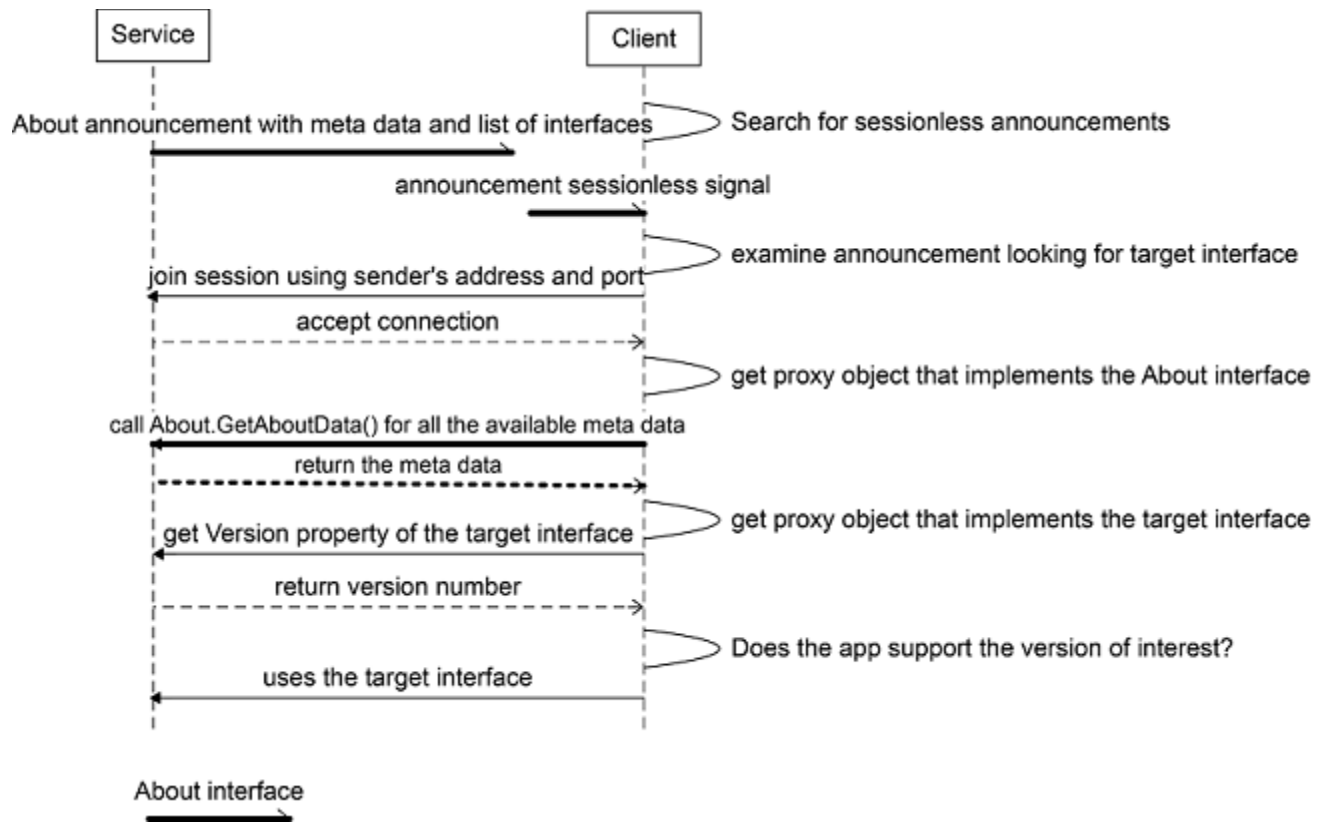 Service
Client
About announcement with meta data and list of interfaces
Search for sessionless announcements
announcement sessionless signal
examine announcement looking for target interface
join session using sender's address and port
accept connection
get proxy object that implements the About interface
call About.GetAboutData() for all the available meta data
return the meta data
get proxy object that implements the target interface
get Version property of the target interface
return version number
Does the app support the version of interest?
uses the target interface
About interface